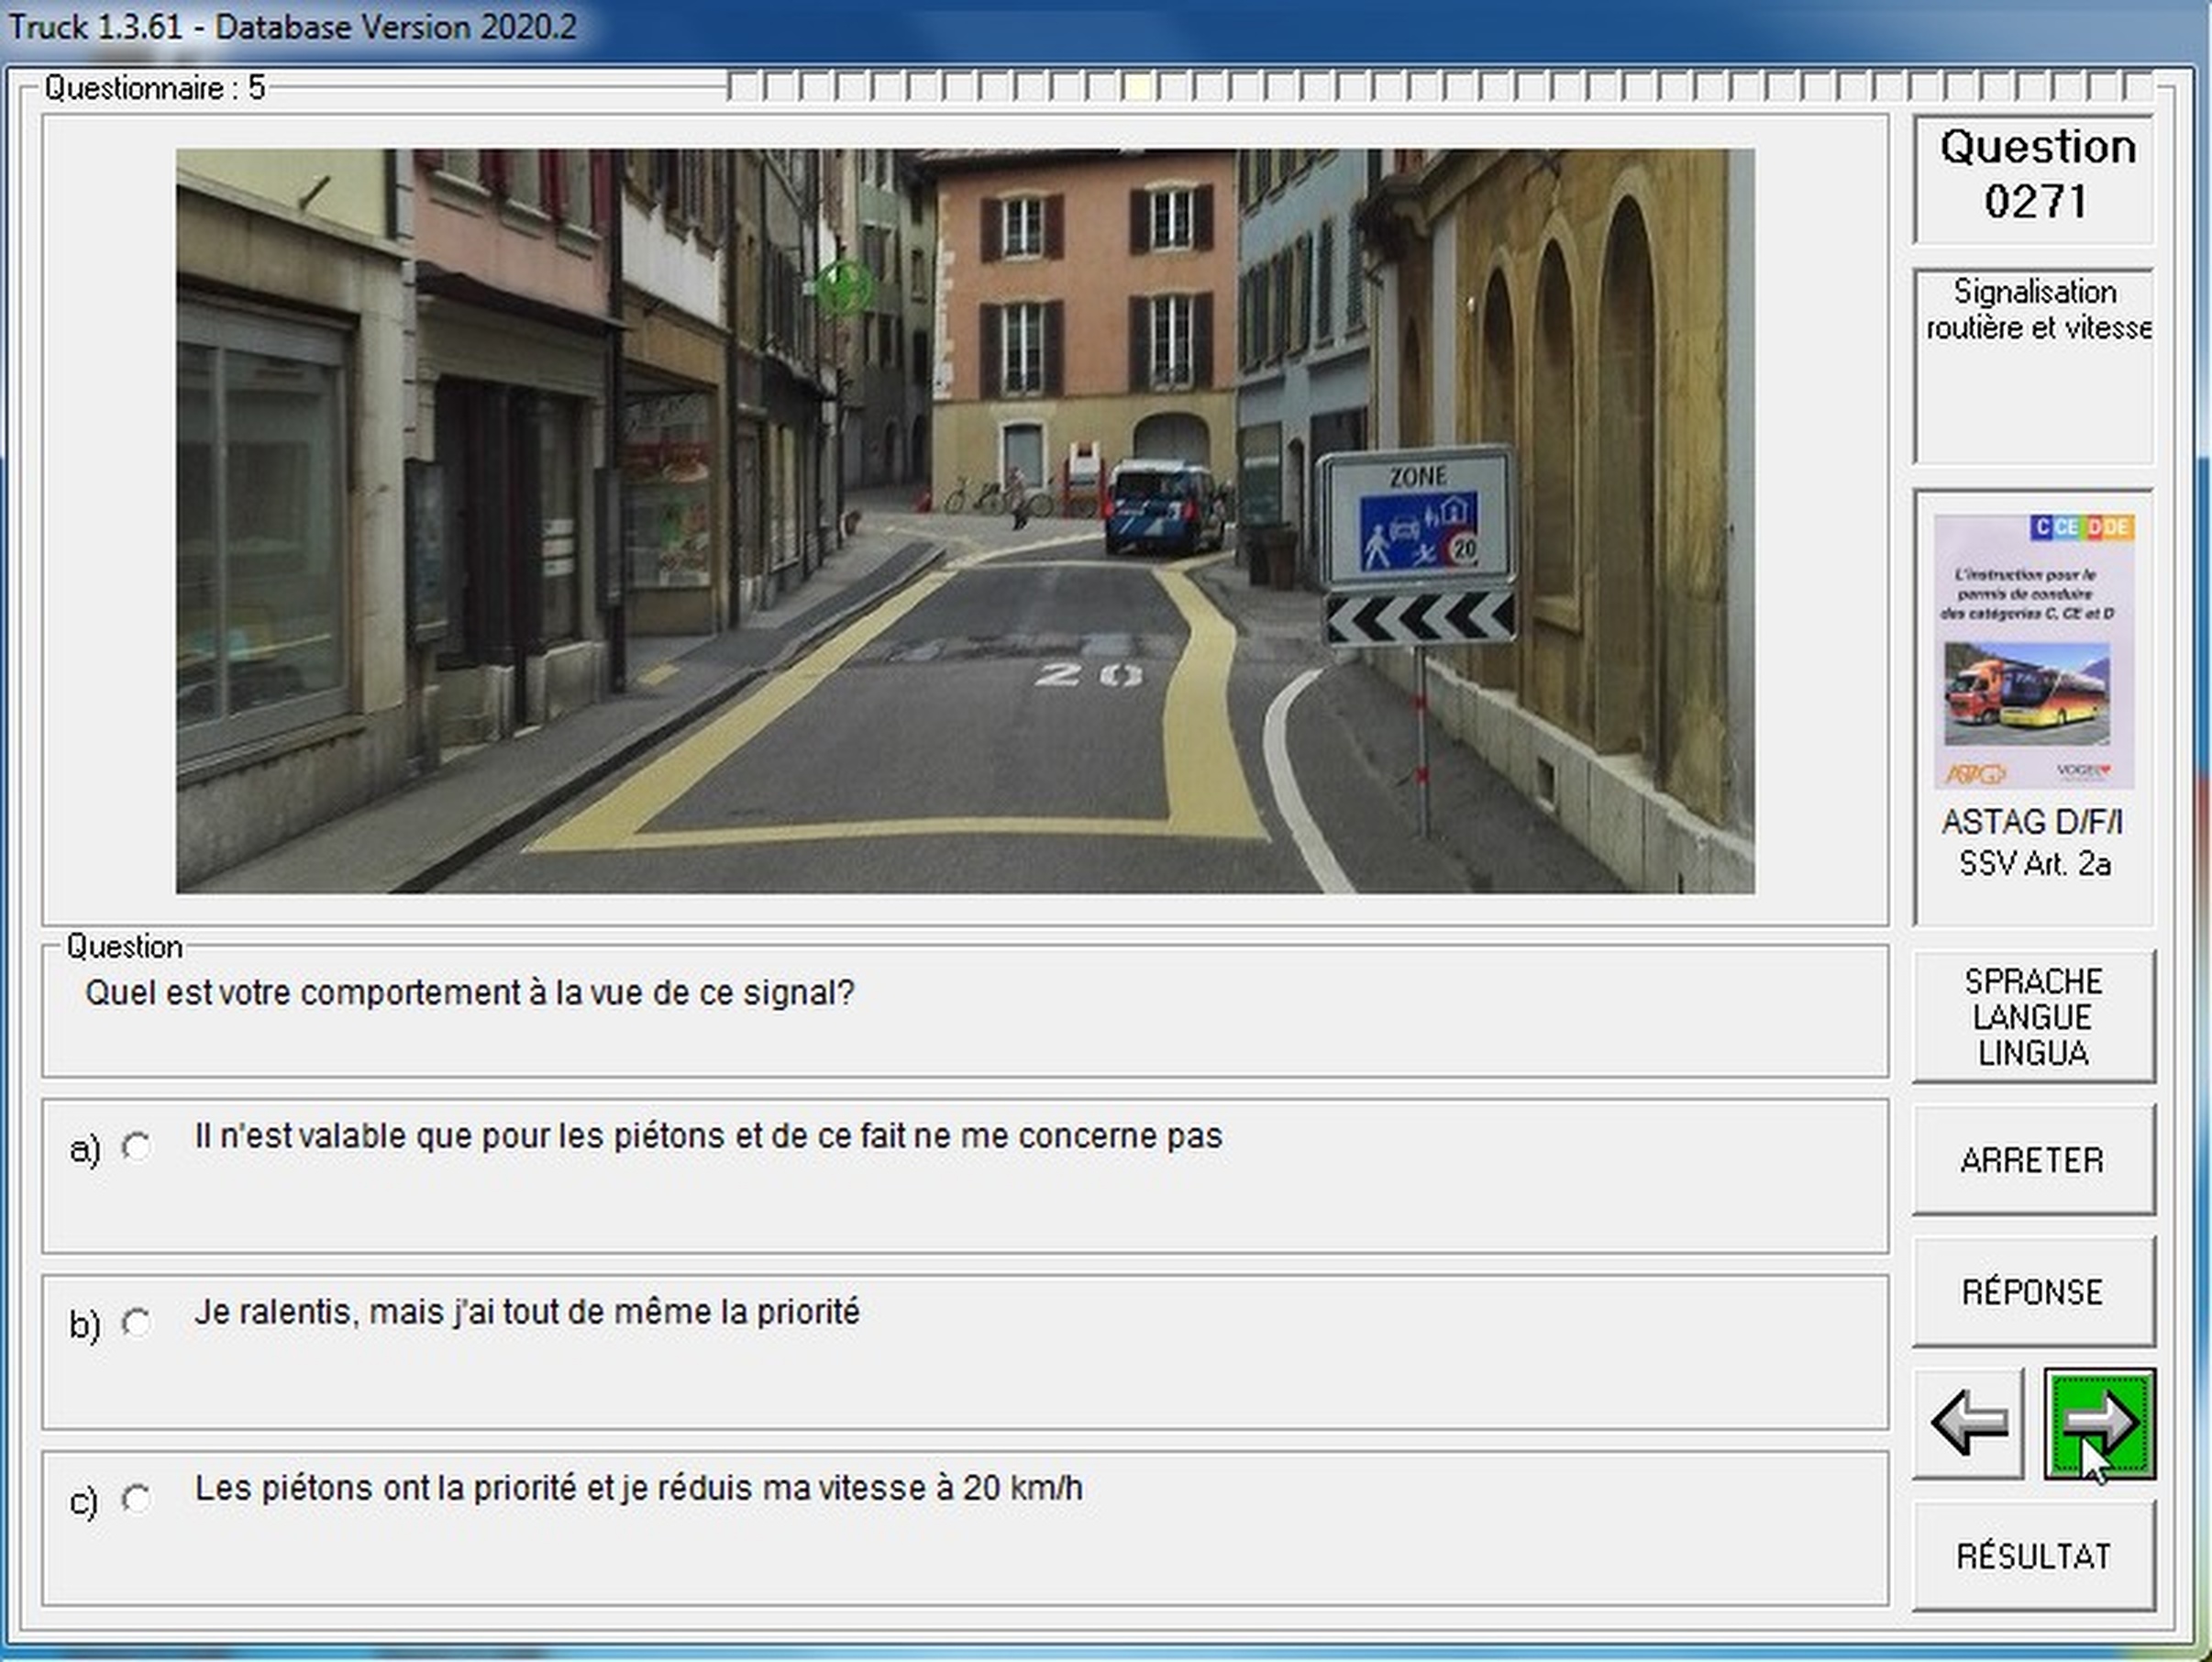 Truck 1.3.61 - Database Version 2020.2
Questionnaire : 5
ZONE
20
20
Question
0271
Signalisation
routière et vitesse
C CE D DE
L'instruction pour le
permis de conduire
des catégories C, CE et D
ASTAG
VOGEL
ASTAG D/F/I
SSV Art. 2a
Question
Quel est votre comportement à la vue de ce signal?
a) Il n'est valable que pour les piétons et de ce fait ne me concerne pas
b) Je ralentis, mais j'ai tout de même la priorité
c) Les piétons ont la priorité et je réduis ma vitesse à 20 km/h
SPRACHE
LANGUE
LINGUA
ARRETER
RÉPONSE
RÉSULTAT